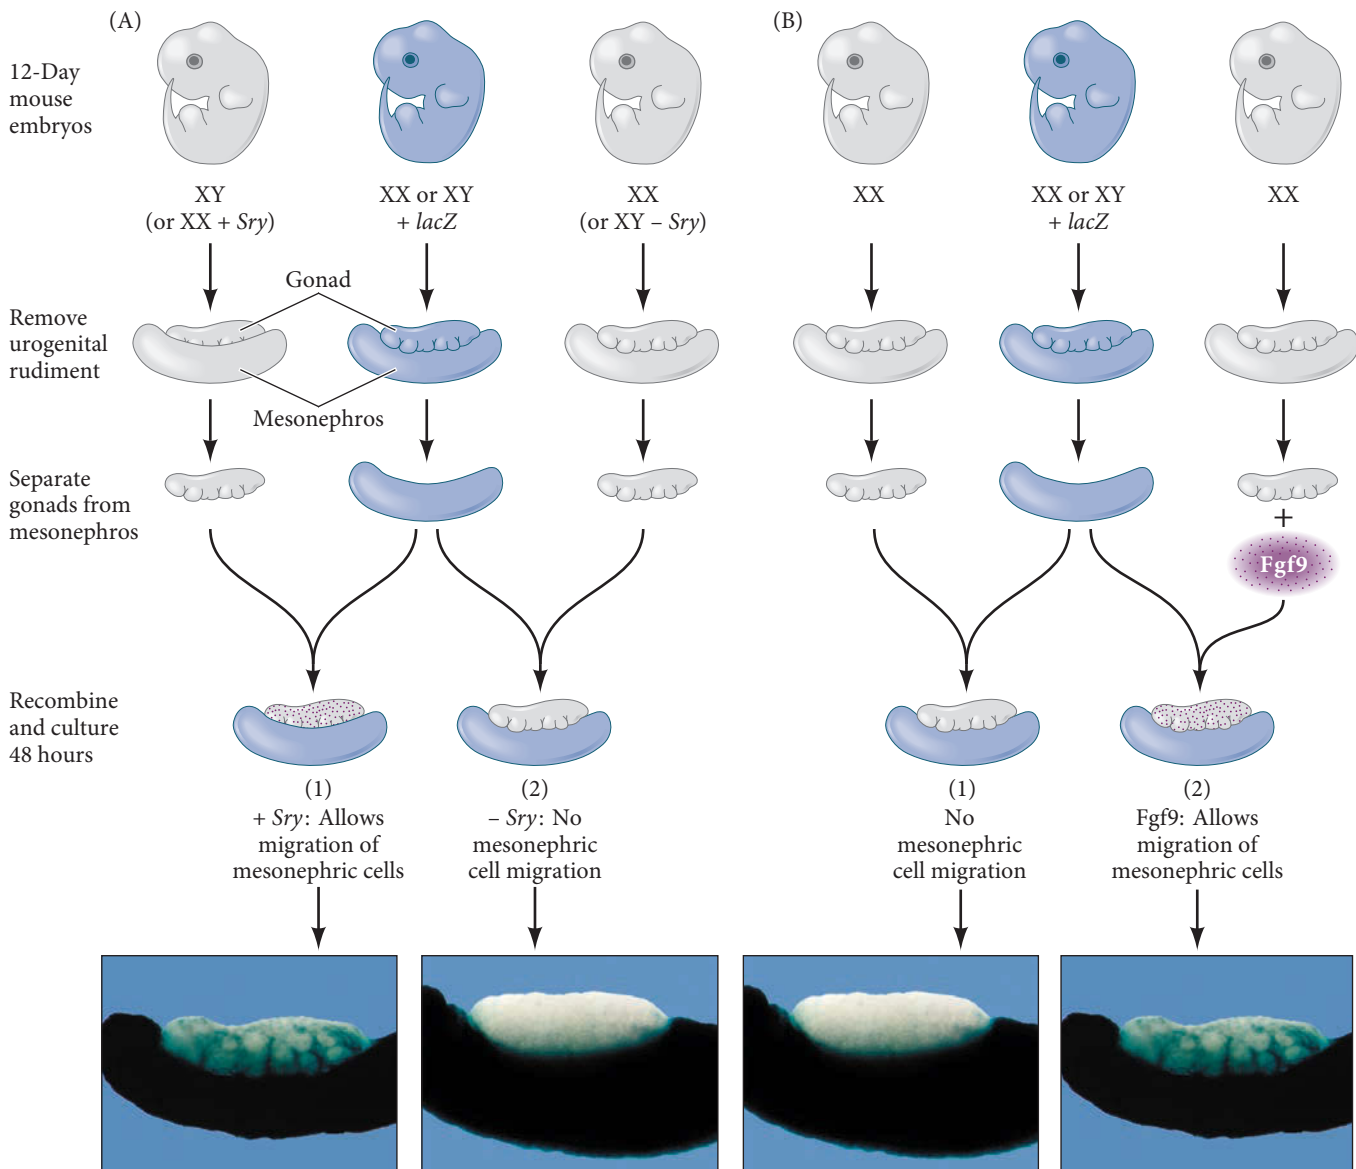 (A)
(B)
12-Day
mouse
embryos
XY
(or XX + Sry)
XX or XY
+ lacZ
XX
(or XY – Sry)
XX
XX or XY
+ lacZ
XX
Gonad
Remove
urogenital
rudiment
Mesonephros
Separate
gonads from
mesonephros
+
Fgf9
Recombine
and culture
48 hours
(1)
+ Sry: Allows
migration of
mesonephric cells
(2)
– Sry: No
mesonephric
cell migration
(1)
No
mesonephric
cell migration
(2)
Fgf9: Allows
migration of
mesonephric cells